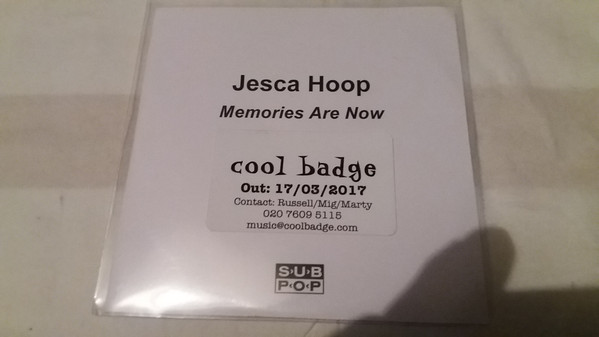 Jesca Hoop
Memories Are Now
cool badge
Out: 17/03/2017
Contact: Russell/Mig/Marty
020 7609 5115
music@coolbadge.com
SUB
POP